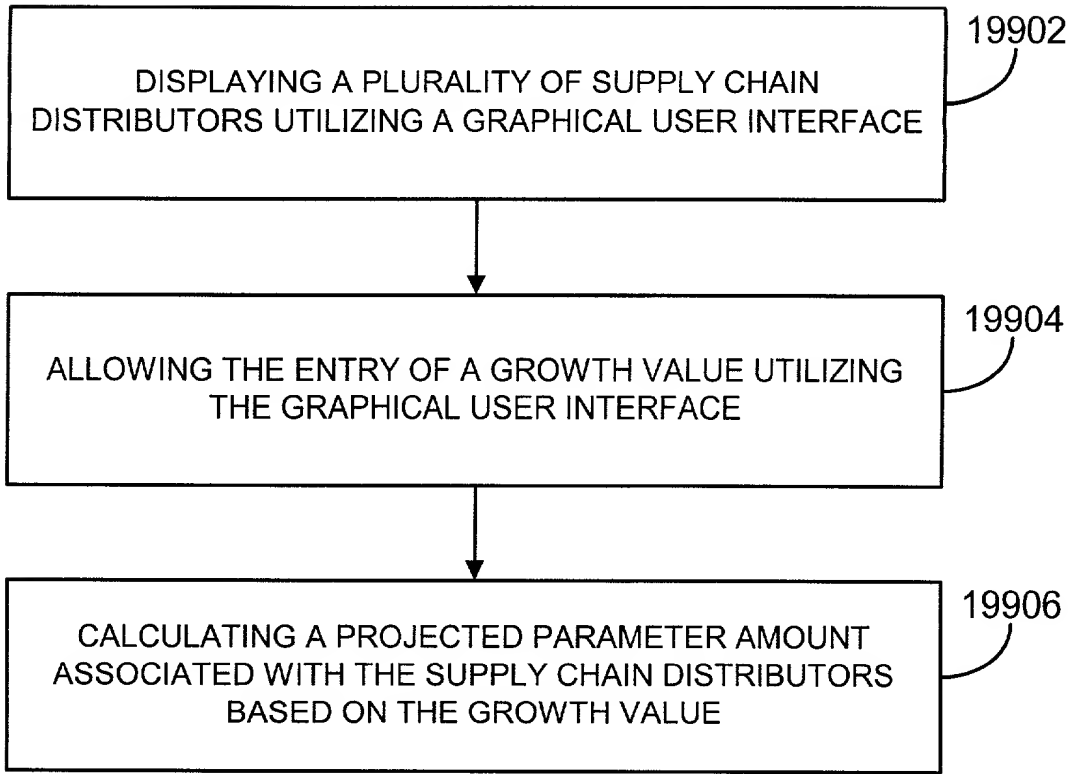 19902
DISPLAYING A PLURALITY OF SUPPLY CHAIN
DISTRIBUTORS UTILIZING A GRAPHICAL USER INTERFACE
19904
ALLOWING THE ENTRY OF A GROWTH VALUE UTILIZING
THE GRAPHICAL USER INTERFACE
19906
CALCULATING A PROJECTED PARAMETER AMOUNT
ASSOCIATED WITH THE SUPPLY CHAIN DISTRIBUTORS
BASED ON THE GROWTH VALUE